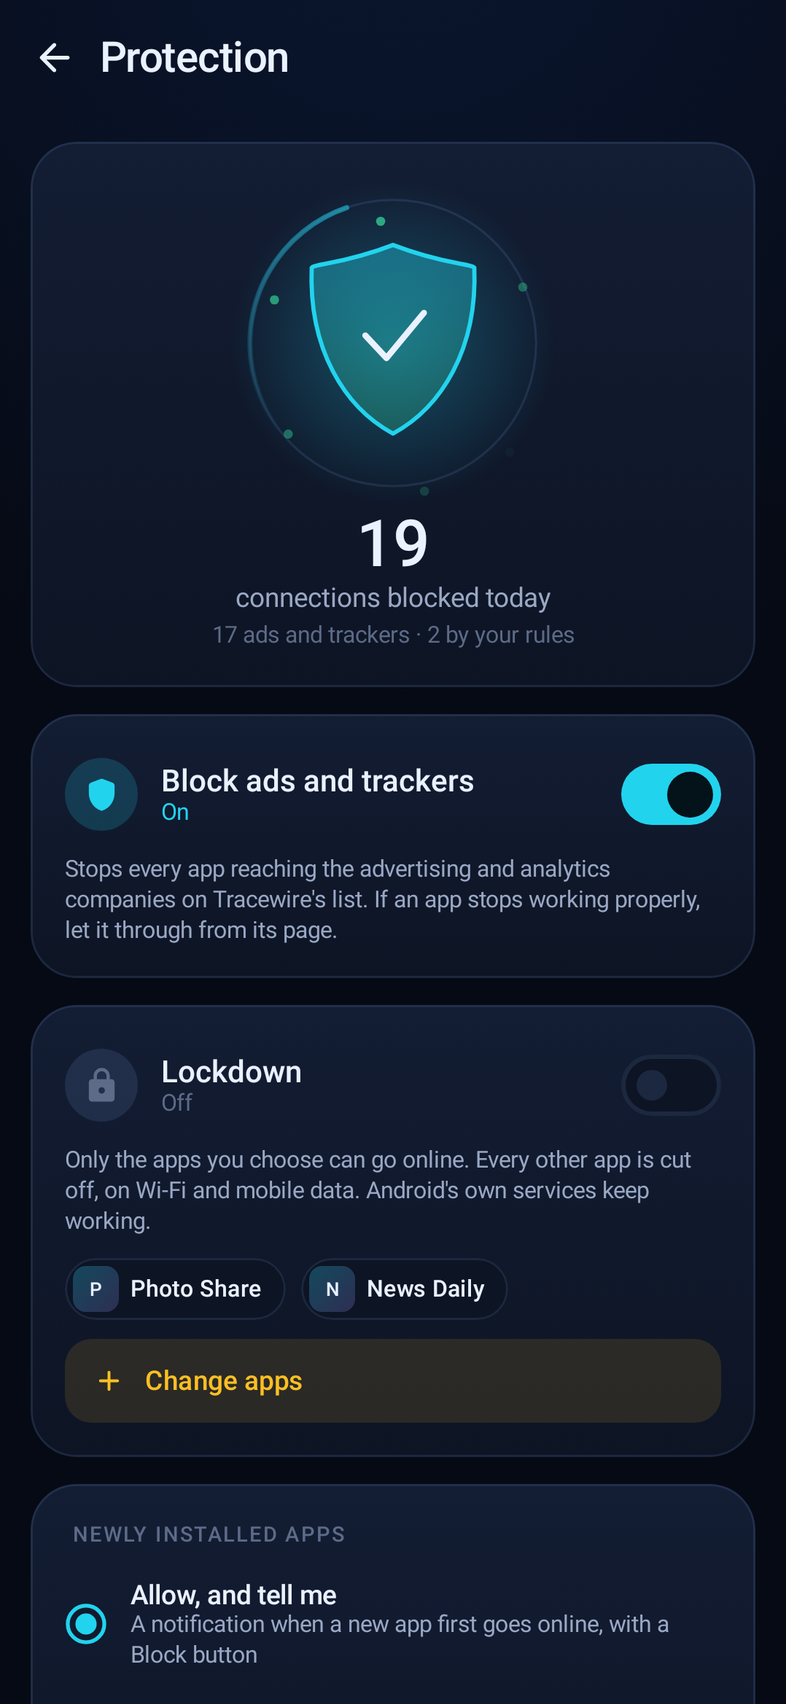 Protection
19
connections blocked today
17 ads and trackers · 2 by your rules
Block ads and trackers
On
Stops every app reaching the advertising and analytics
companies on Tracewire's list. If an app stops working properly,
let it through from its page.
Lockdown
Off
Only the apps you choose can go online. Every other app is cut
off, on Wi-Fi and mobile data. Android's own services keep
working.
P Photo Share N News Daily
+ Change apps
NEWLY INSTALLED APPS
Allow, and tell me
A notification when a new app first goes online, with a
Block button